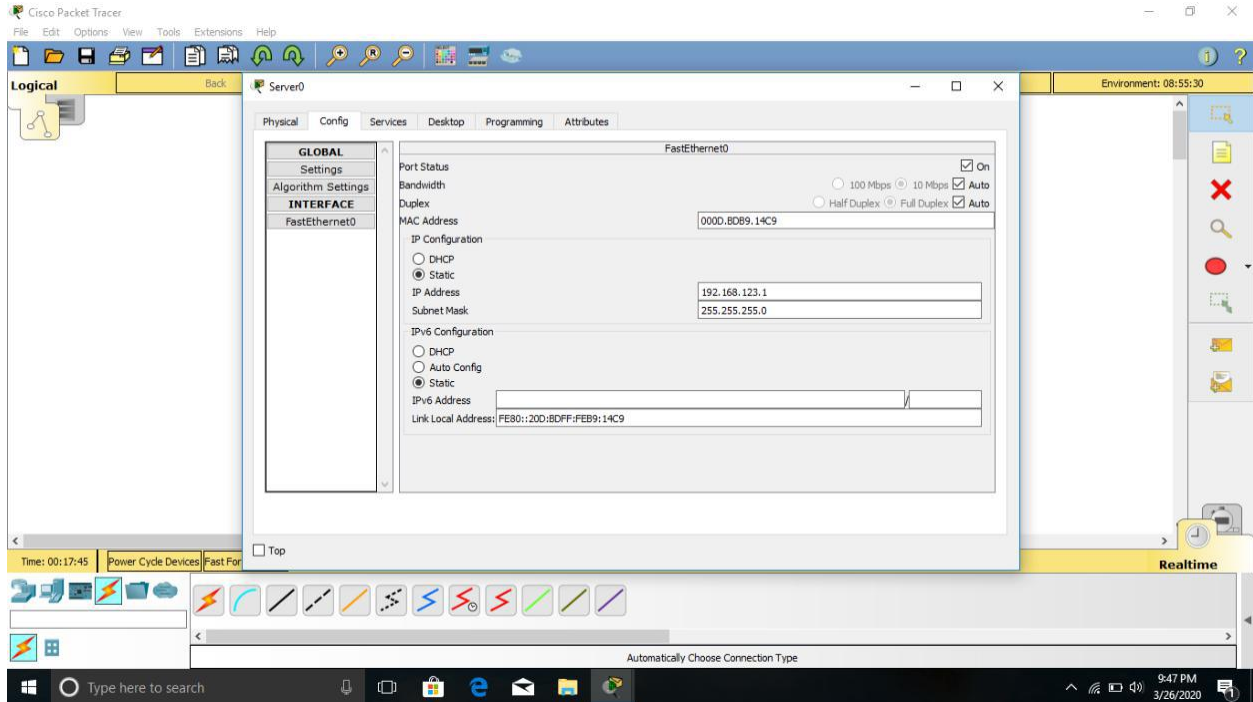 Cisco Packet Tracer
File Edit Options View Tools Extensions Help
Logical
Back
Environment: 08:55:30
Server0
Physical Config Services Desktop Programming Attributes
GLOBAL
Settings
Algorithm Settings
INTERFACE
FastEthernet0
FastEthernet0
Port Status On
Bandwidth 100 Mbps 10 Mbps Auto
Duplex Half Duplex Full Duplex Auto
MAC Address 000D.BDB9.14C9
IP Configuration
DHCP
Static
IP Address 192.168.123.1
Subnet Mask 255.255.255.0
IPv6 Configuration
DHCP
Auto Config
Static
IPv6 Address /
Link Local Address: FE80::20D:BDFF:FEB9:14C9
Top
Time: 00:17:45 Power Cycle Devices Fast For
Realtime
Automatically Choose Connection Type
Type here to search
9:47 PM
3/26/2020